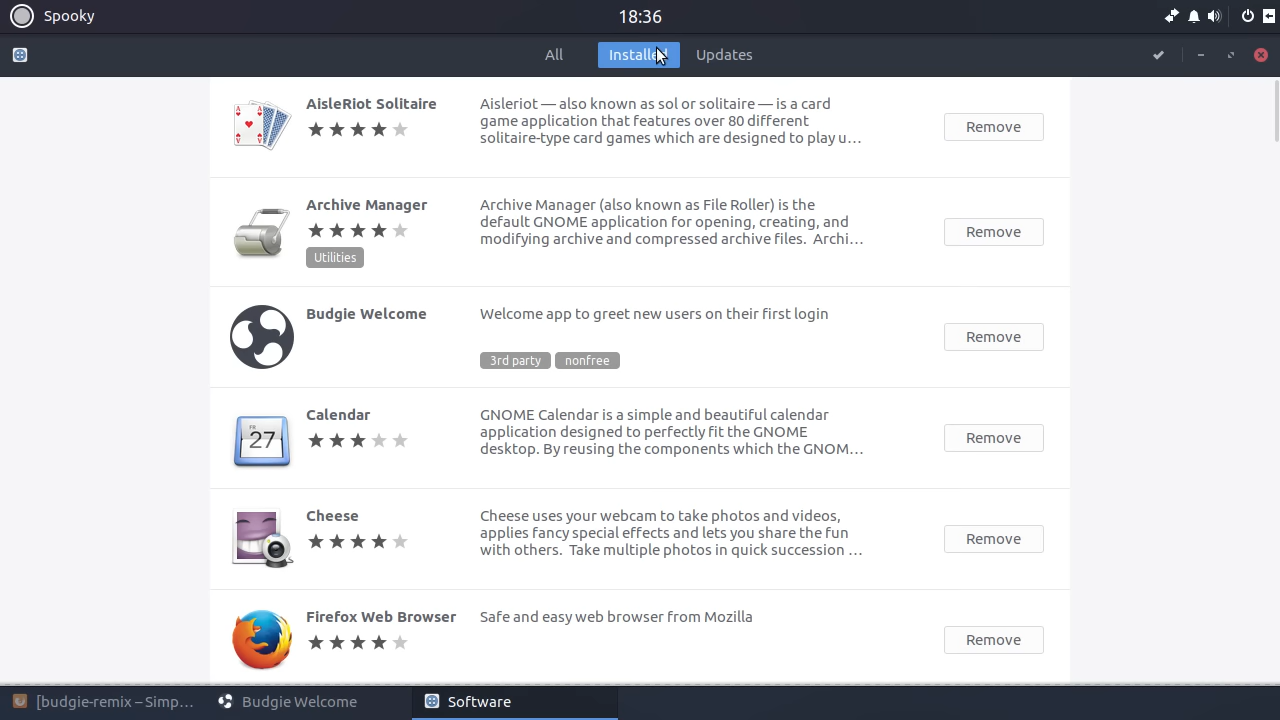 Spooky
18:36
All
Installed
Updates
AisleRiot Solitaire
Aisleriot — also known as sol or solitaire — is a card
game application that features over 80 different
solitaire-type card games which are designed to play u…
Remove
Archive Manager
Utilities
Archive Manager (also known as File Roller) is the
default GNOME application for opening, creating, and
modifying archive and compressed archive files.  Archi…
Remove
Budgie Welcome
Welcome app to greet new users on their first login
3rd party
nonfree
Remove
FR
27
Calendar
GNOME Calendar is a simple and beautiful calendar
application designed to perfectly fit the GNOME
desktop. By reusing the components which the GNOM…
Remove
Cheese
Cheese uses your webcam to take photos and videos,
applies fancy special effects and lets you share the fun
with others.  Take multiple photos in quick succession …
Remove
Firefox Web Browser
Safe and easy web browser from Mozilla
Remove
[budgie-remix – Simp…
Budgie Welcome
Software